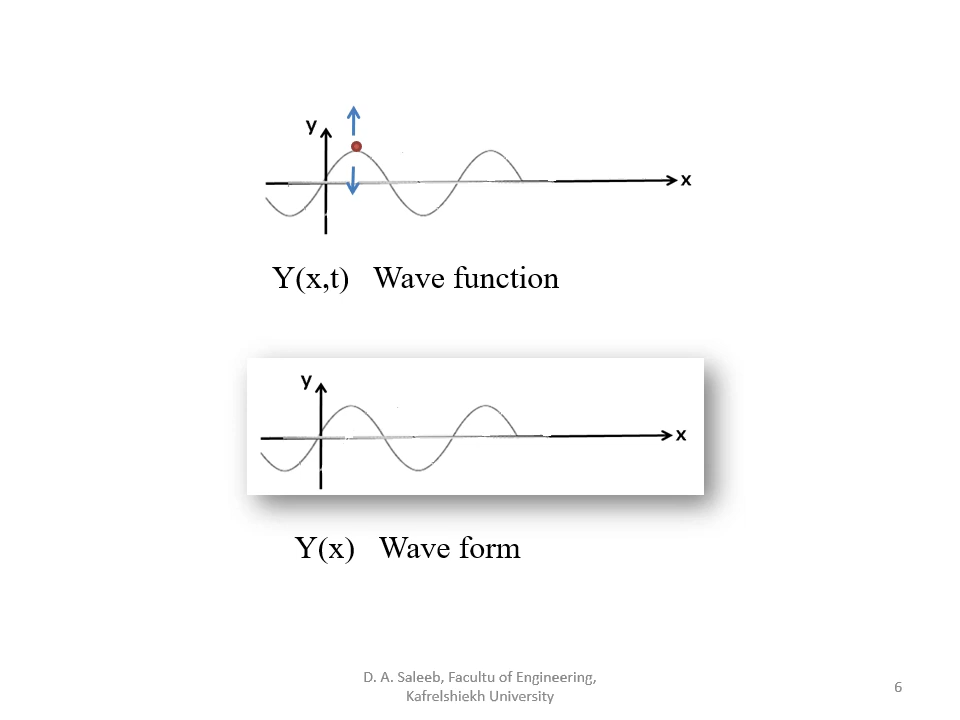 y
x
Y(x,t) Wave function
y
x
Y(x) Wave form
D. A. Saleeb, Facultu of Engineering,
Kafrelshiekh University
6